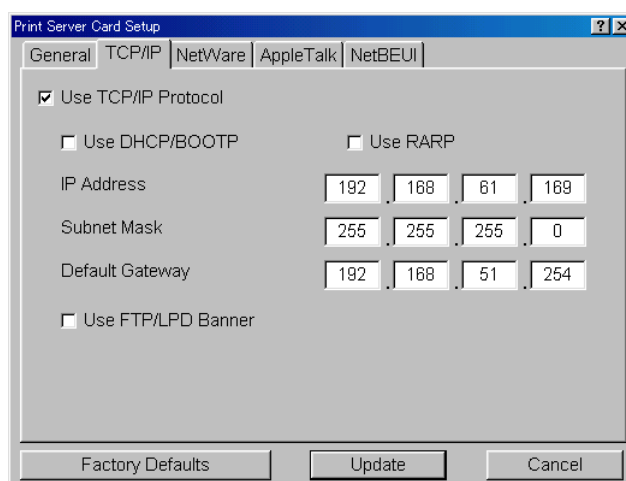 Print Server Card Setup ? ×
General TCP/IP NetWare AppleTalk NetBEUI
Use TCP/IP Protocol
Use DHCP/BOOTP Use RARP
IP Address 192 . 168 . 61 . 169
Subnet Mask 255 . 255 . 255 . 0
Default Gateway 192 . 168 . 51 . 254
Use FTP/LPD Banner
Factory Defaults Update Cancel